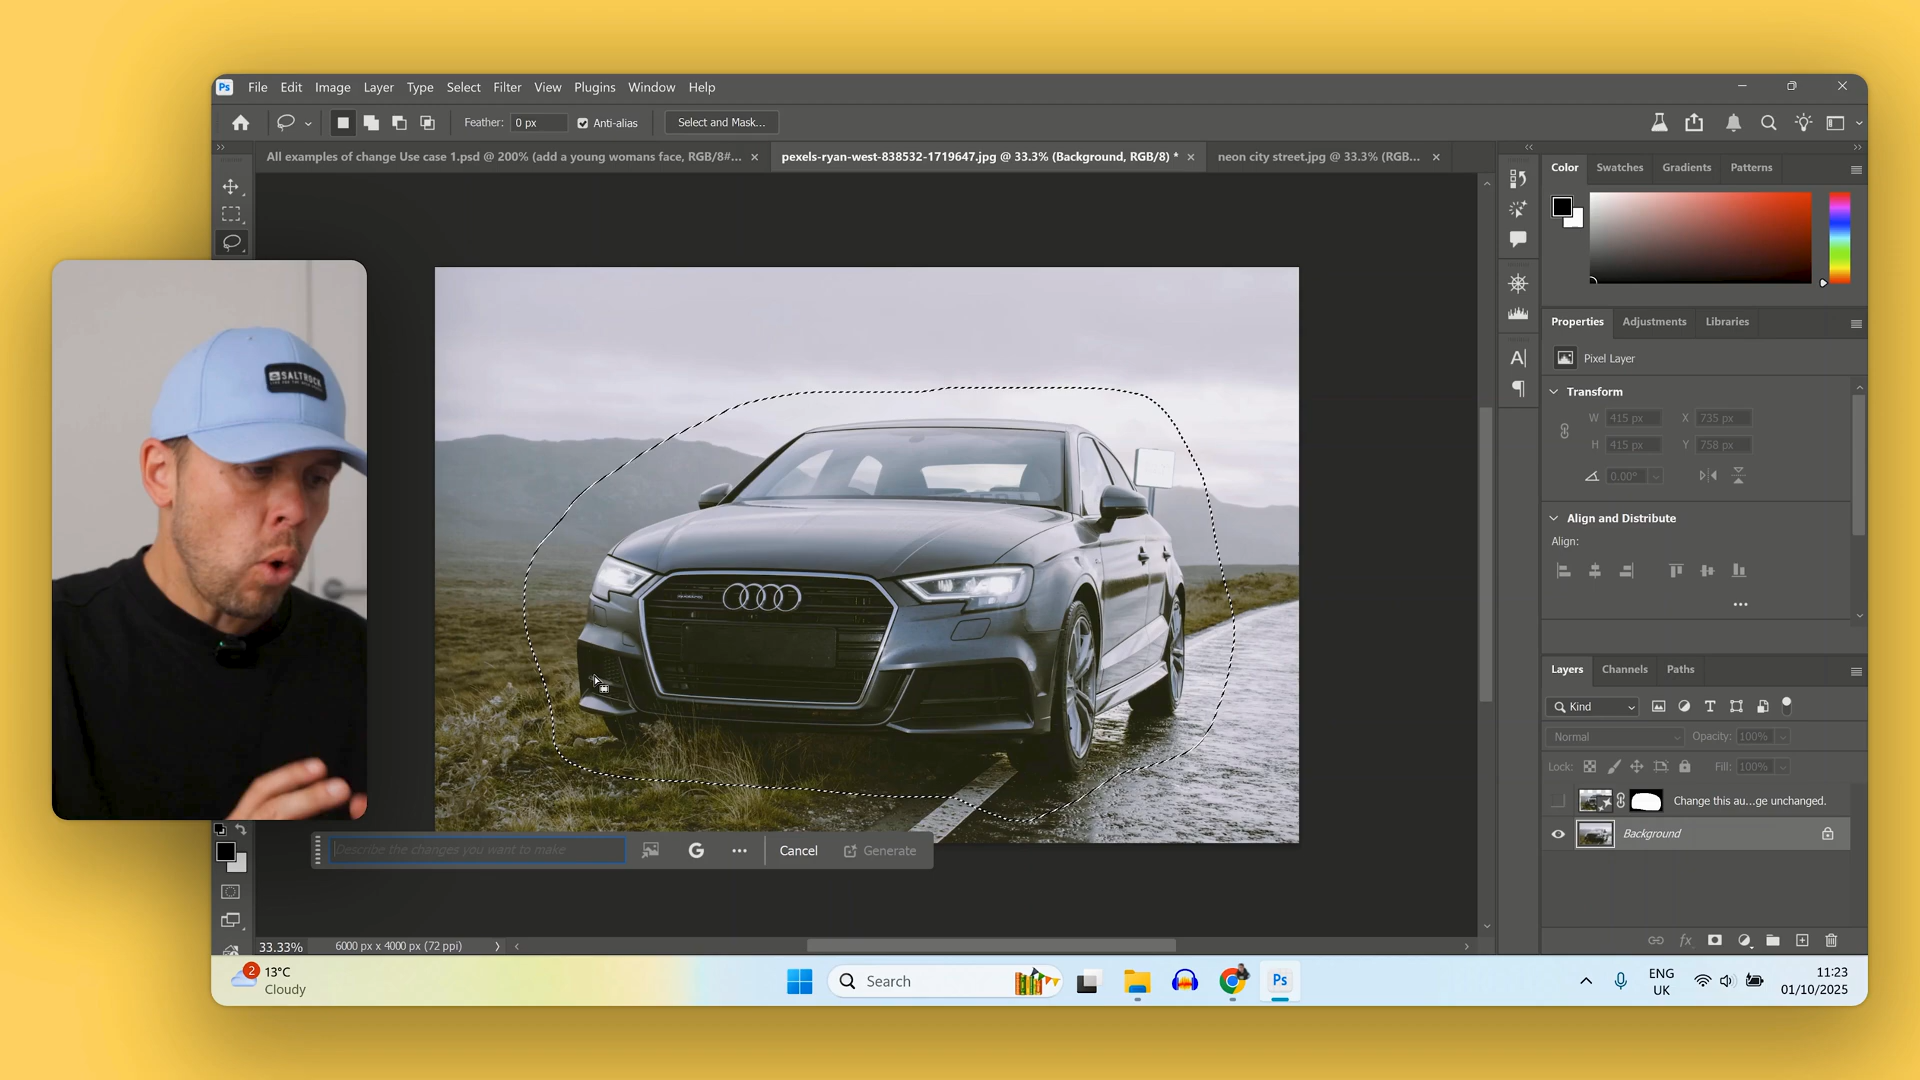 Ps File Edit Image Layer Type Select Filter View Plugins Window Help
Feather: 0 px Anti-alias Select and Mask...
All examples of change Use case 1.psd @ 200% (add a young womans face, RGB/8#... × pexels-ryan-west-838532-1719647.jpg @ 33.3% (Background, RGB/8) * × neon city street.jpg @ 33.3% (RGB... ×
Color Swatches Gradients Patterns
Properties Adjustments Libraries
Pixel Layer
Transform
W 415 px X 735 px
H 415 px Y 758 px
0.00°
Align and Distribute
Align:
SALTROCK
Layers Channels Paths
Kind
Normal Opacity: 100%
Lock: Fill: 100%
Change this au...ge unchanged.
Background
Describe the changes you want to make G ... Cancel Generate
33.33% 6000 px x 4000 px (72 ppi)
2 13°C
Cloudy
Search
Ps
ENG
UK
11:23
01/10/2025